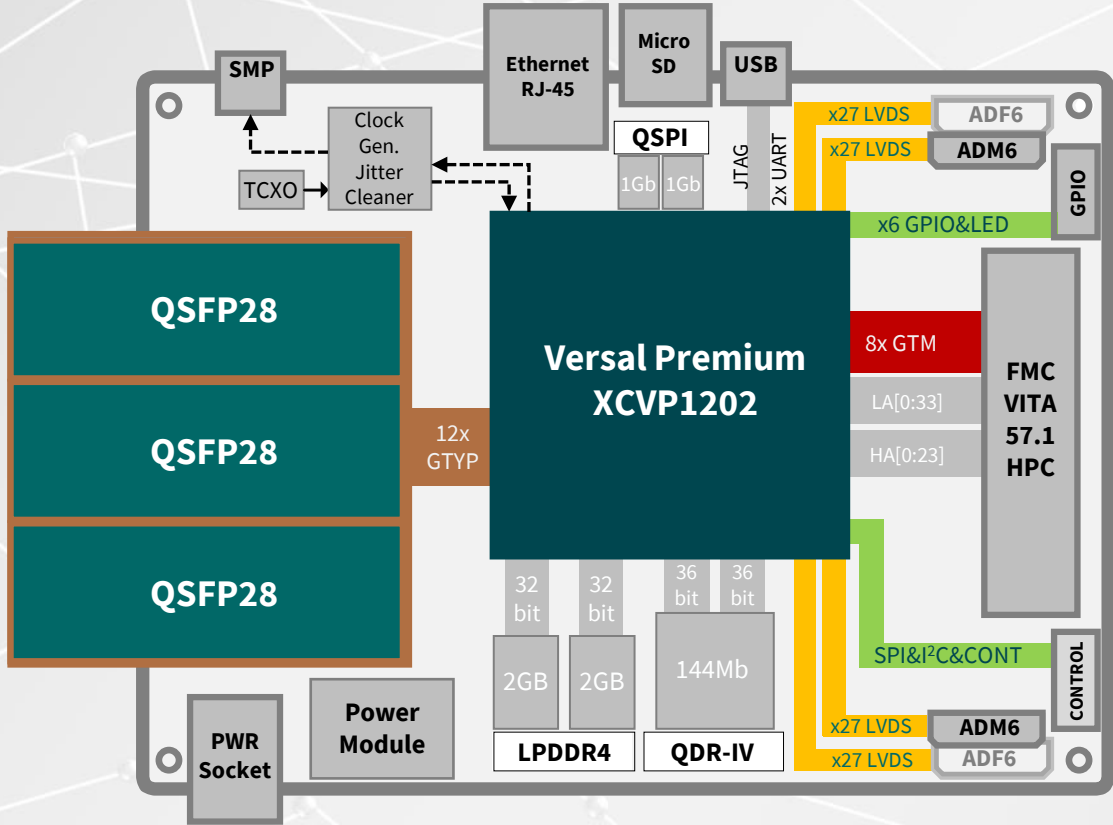 SMP
Ethernet
RJ-45
Micro
SD
USB
Clock
Gen.
Jitter
Cleaner
TCXO
QSPI
1Gb
1Gb
JTAG
2x UART
x27 LVDS
ADF6
x27 LVDS
ADM6
GPIO
x6 GPIO&LED
QSFP28
QSFP28
QSFP28
12x
GTYP
Versal Premium
XCVP1202
8x GTM
LA[0:33]
HA[0:23]
FMC
VITA
57.1
HPC
32
bit
32
bit
36
bit
36
bit
2GB
2GB
144Mb
LPDDR4
QDR-IV
SPI&I²C&CONT
CONTROL
x27 LVDS
ADM6
x27 LVDS
ADF6
Power
Module
PWR
Socket